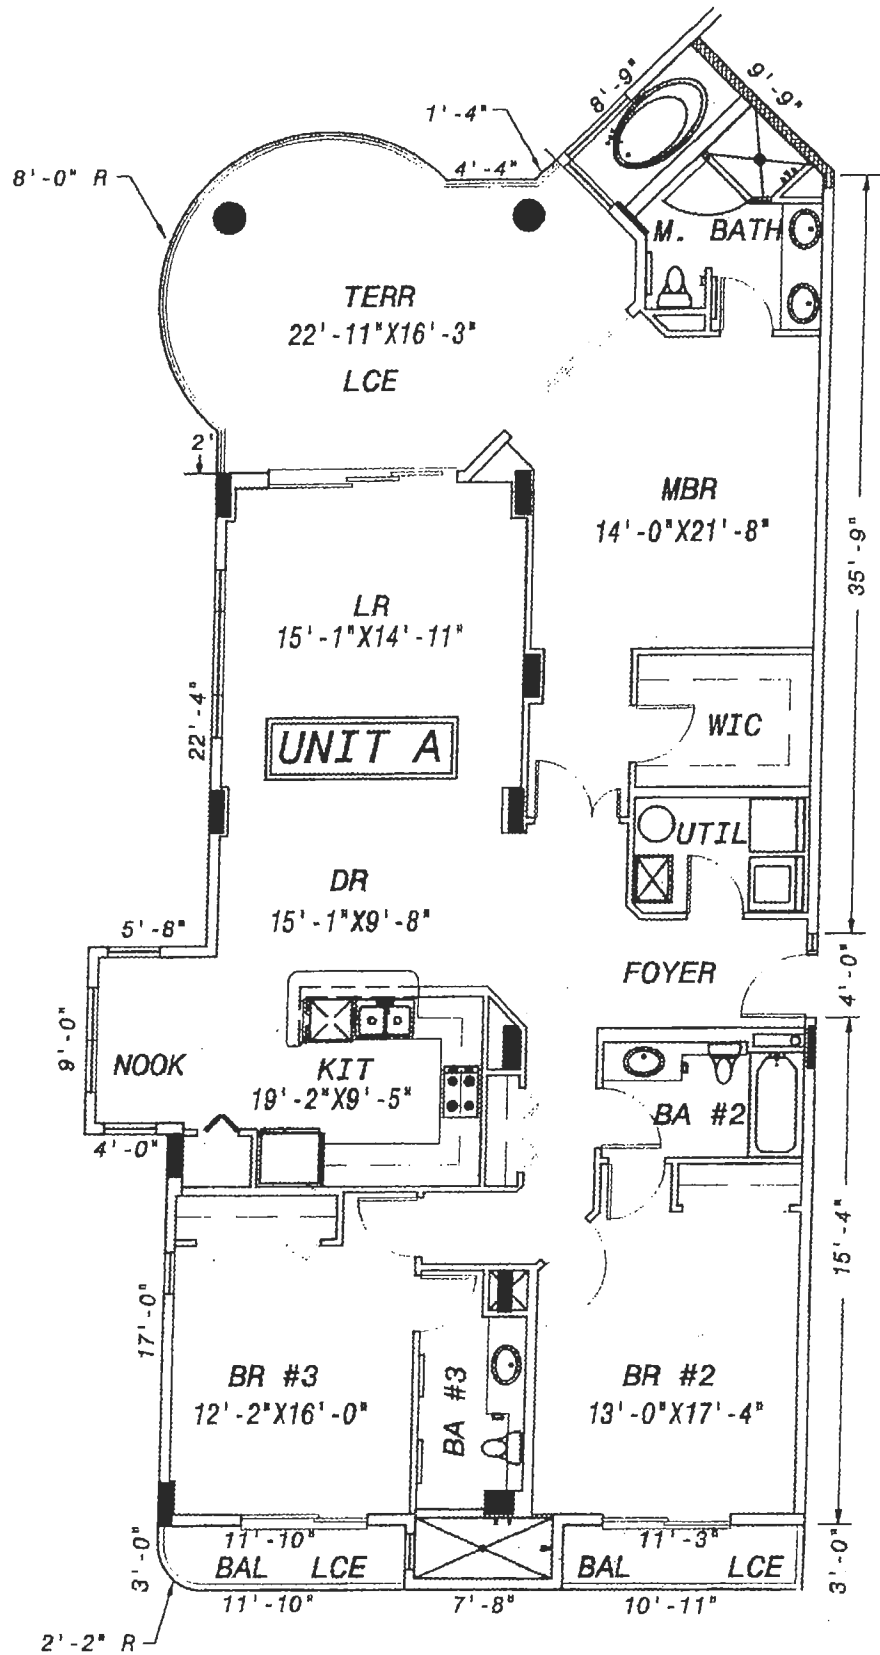 8'-9"
9'-9"
1'-4"
4'-4"
8'-0" R
M. BATH
TERR
22'-11"X16'-3"
LCE
2'
MBR
14'-0"X21'-8"
35'-9"
LR
15'-1"X14'-11"
22'-4"
UNIT A
WIC
UTIL
DR
15'-1"X9'-8"
5'-8"
FOYER
4'-0"
9'-0"
NOOK
KIT
19'-2"X9'-5"
BA #2
4'-0"
15'-4"
17'-0"
BR #3
12'-2"X16'-0"
BA #3
BR #2
13'-0"X17'-4"
3'-0"
11'-10"
BAL LCE
11'-10"
7'-8"
11'-3"
BAL LCE
10'-11"
3'-0"
2'-2" R